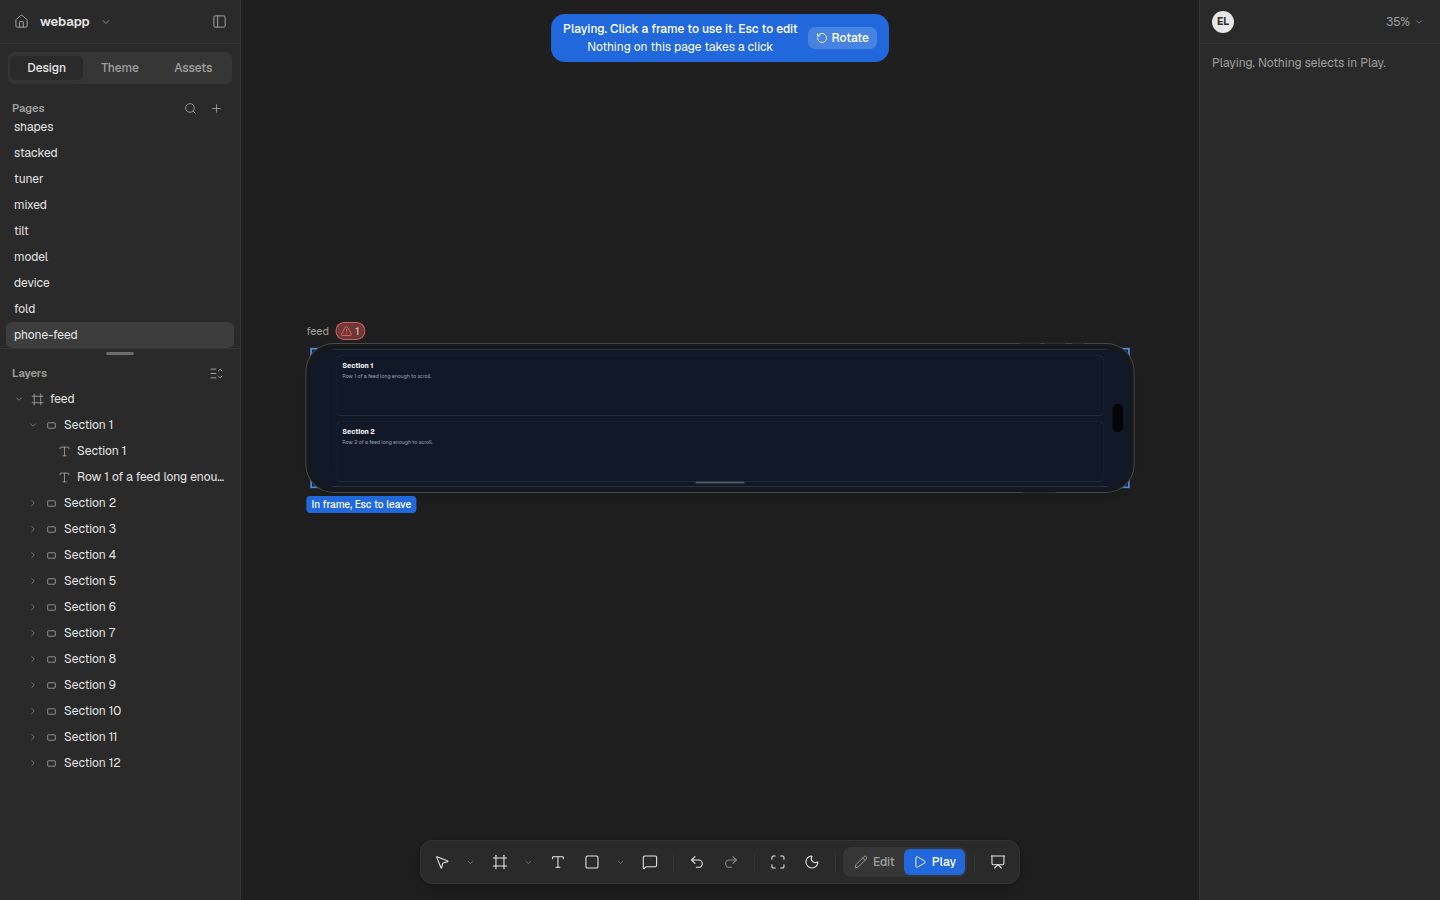 webapp
Design
Theme
Assets
Pages
shapes
stacked
tuner
mixed
tilt
model
device
fold
phone-feed
Layers
feed
Section 1
Section 1
Row 1 of a feed long enou...
Section 2
Section 3
Section 4
Section 5
Section 6
Section 7
Section 8
Section 9
Section 10
Section 11
Section 12
Playing. Click a frame to use it. Esc to edit
Nothing on this page takes a click
Rotate
feed
1
Section 1
Row 1 of a feed long enough to scroll.
Section 2
Row 2 of a feed long enough to scroll.
In frame, Esc to leave
Edit
Play
EL
35%
Playing. Nothing selects in Play.